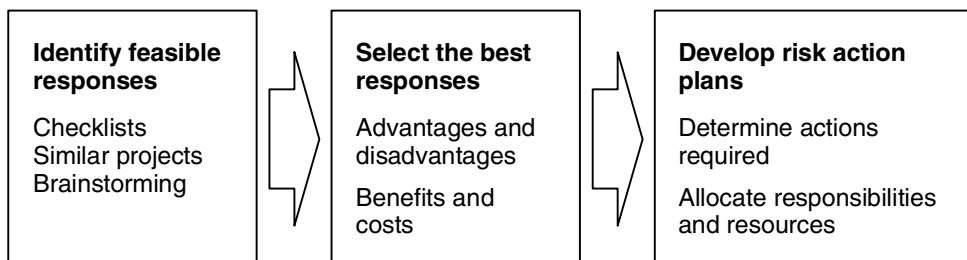 Identify feasible
responses
Checklists
Similar projects
Brainstorming
Select the best
responses
Advantages and
disadvantages
Benefits and
costs
Develop risk action
plans
Determine actions
required
Allocate responsibilities
and resources